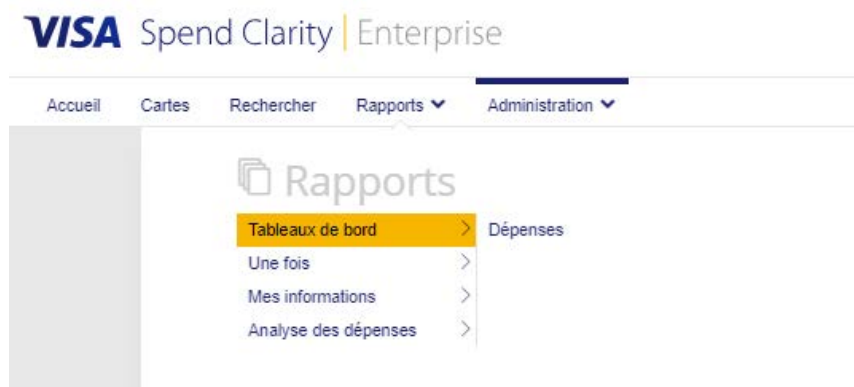 VISA Spend Clarity | Enterprise
Accueil Cartes Rechercher Rapports Administration
Rapports
Tableaux de bord Dépenses
Une fois
Mes informations
Analyse des dépenses